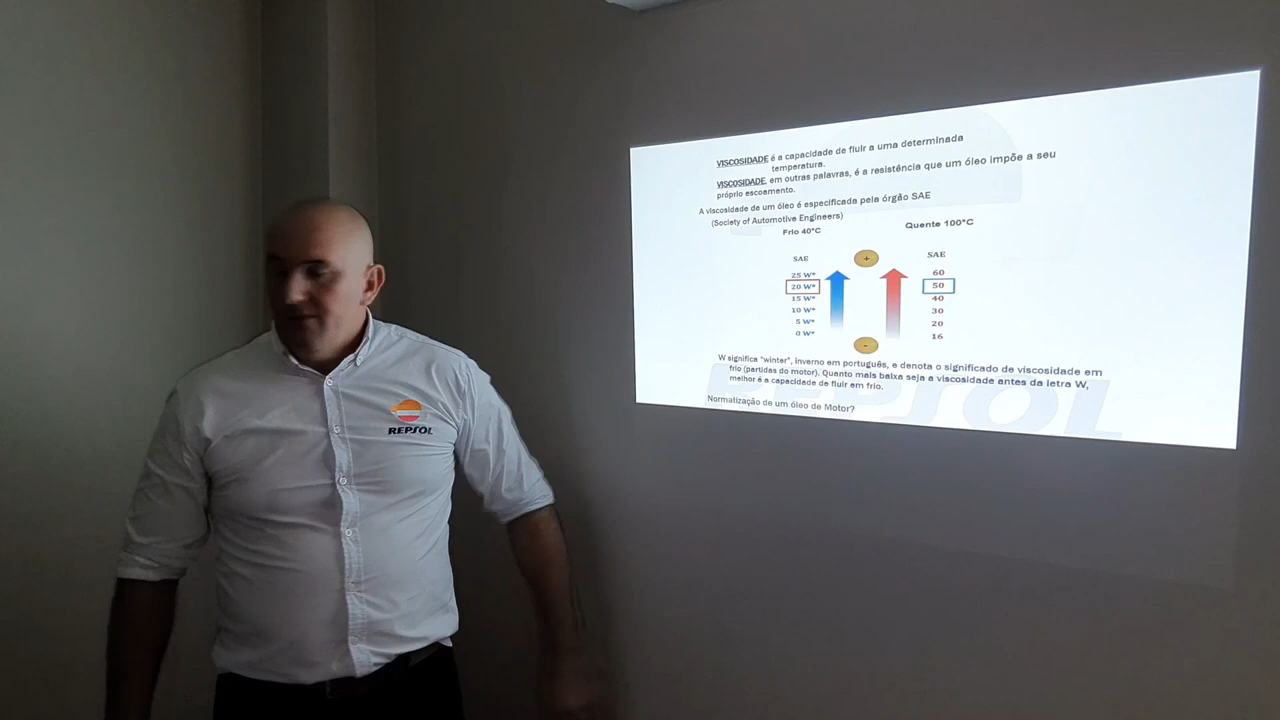 VISCOSIDADE é a capacidade de fluir a uma determinada
temperatura.
VISCOSIDADE, em outras palavras, é a resistência que um óleo impõe a seu
próprio escoamento.
A viscosidade de um óleo é especificada pela órgão SAE
(Society of Automotive Engineers)
Frio 40°C
Quente 100°C
SAE
25 W*
20 W*
15 W*
10 W*
5 W*
0 W*
+
-
SAE
60
50
40
30
20
16
W significa "winter", inverno em português, e denota o significado de viscosidade em
frio (partidas do motor). Quanto mais baixa seja a viscosidade antes da letra W,
melhor é a capacidade de fluir em frio.
REPSOL
Normatização de um óleo de Motor?
REPSOL